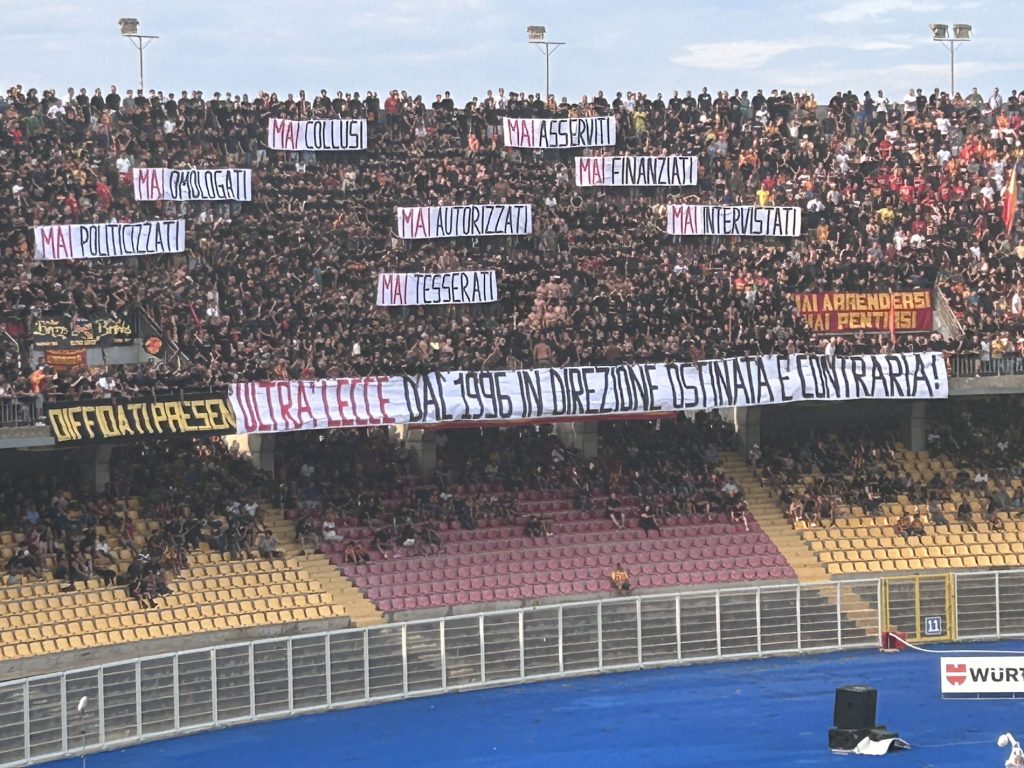 MAI COLLUSI
MAI ASSERVITI
MAI FINANZIATI
MAI OMOLOGATI
MAI AUTORIZZATI
MAI INTERVISTATI
MAI POLITICIZZATI
MAI TESSERATI
MAI ARRENDERSI
MAI PENTIRSI
ULTRA' LECCE DAL 1996 IN DIREZIONE OSTINATA E CONTRARIA!
DIFFIDATI PRESEN
11
WÜRT